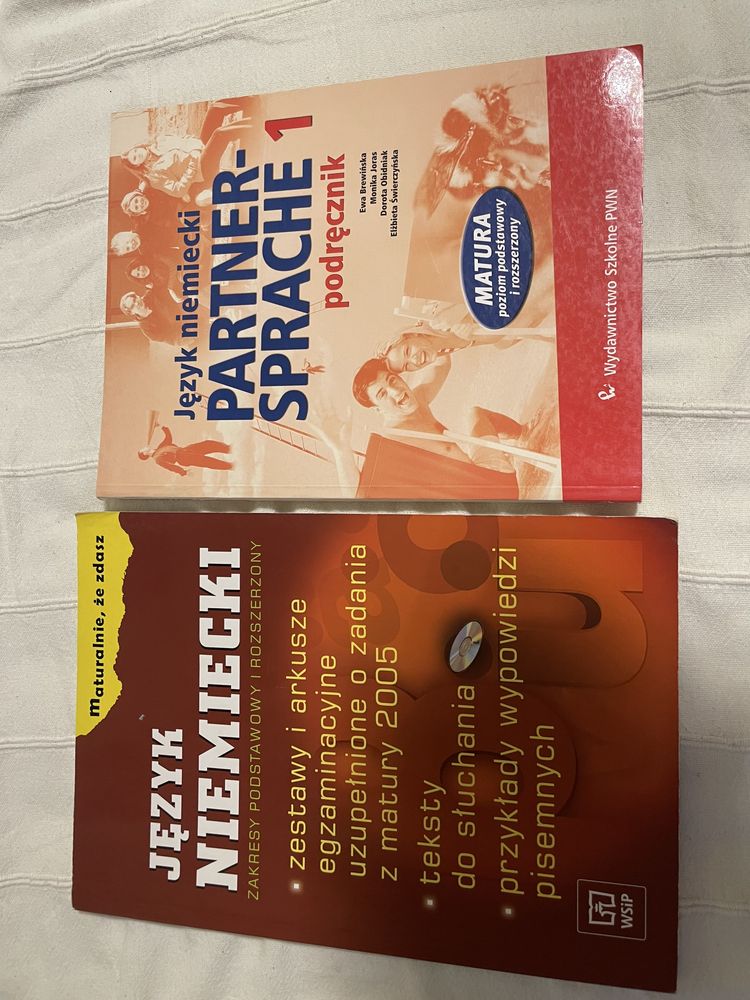 Język niemiecki
PARTNER-
SPRACHE 1
podręcznik
Ewa Brewińska
Monika Joras
Dorota Obidniak
Elżbieta Świerczyńska
MATURA
poziom podstawowy
i rozszerzony
Wydawnictwo Szkolne PWN
Maturalnie, że zdasz
JĘZYK
NIEMIECKI
ZAKRESY PODSTAWOWY I ROZSZERZONY
▪ zestawy i arkusze
egzaminacyjne
uzupełnione o zadania
z matury 2005
▪ teksty
do słuchania
▪ przykłady wypowiedzi
pisemnych
WSiP